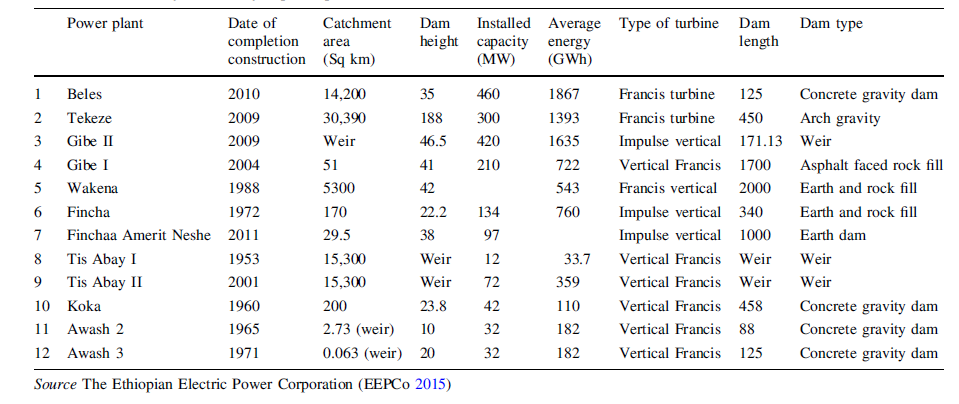 Power plant Date of Catchment Dam Installed Average Type of turbine Dam Dam type
completion area height capacity energy length
construction (Sq km) (MW) (GWh)
1 Beles 2010 14,200 35 460 1867 Francis turbine 125 Concrete gravity dam
2 Tekeze 2009 30,390 188 300 1393 Francis turbine 450 Arch gravity
3 Gibe II 2009 Weir 46.5 420 1635 Impulse vertical 171.13 Weir
4 Gibe I 2004 51 41 210 722 Vertical Francis 1700 Asphalt faced rock fill
5 Wakena 1988 5300 42 543 Francis vertical 2000 Earth and rock fill
6 Fincha 1972 170 22.2 134 760 Impulse vertical 340 Earth and rock fill
7 Finchaa Amerit Neshe 2011 29.5 38 97 Impulse vertical 1000 Earth dam
8 Tis Abay I 1953 15,300 Weir 12 33.7 Vertical Francis Weir Weir
9 Tis Abay II 2001 15,300 Weir 72 359 Vertical Francis Weir Weir
10 Koka 1960 200 23.8 42 110 Vertical Francis 458 Concrete gravity dam
11 Awash 2 1965 2.73 (weir) 10 32 182 Vertical Francis 88 Concrete gravity dam
12 Awash 3 1971 0.063 (weir) 20 32 182 Vertical Francis 125 Concrete gravity dam
Source The Ethiopian Electric Power Corporation (EEPCo 2015)